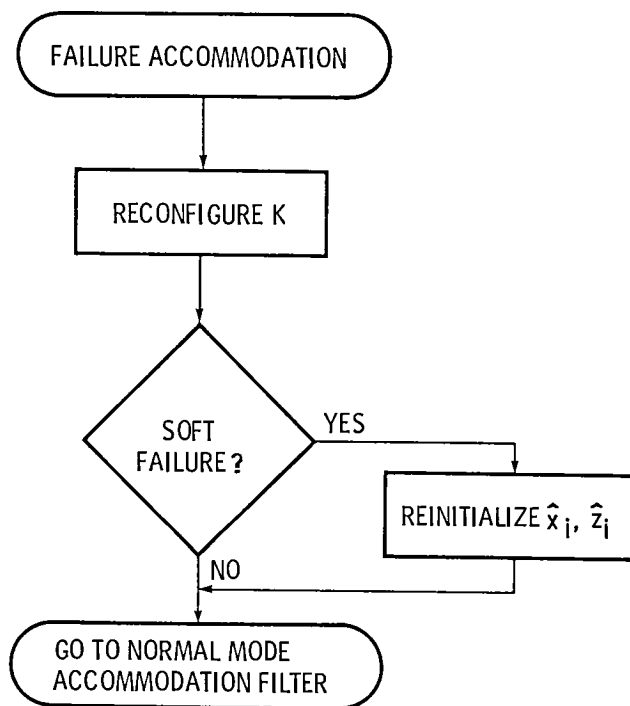 FAILURE ACCOMMODATION
RECONFIGURE K
SOFT
FAILURE?
YES
REINITIALIZE x̂i, ẑi
NO
GO TO NORMAL MODE
ACCOMMODATION FILTER